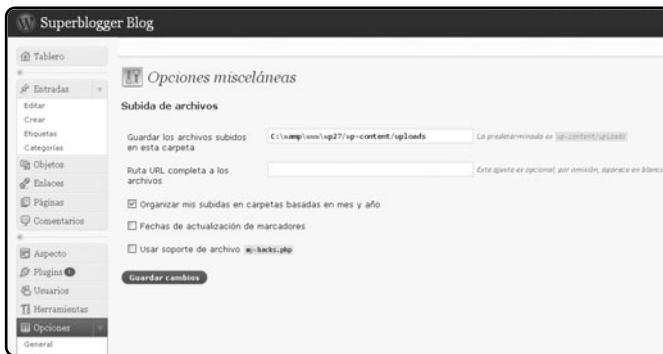 Superblogger Blog
Tablero
Entradas
Editar
Crear
Etiquetas
Categorías
Objetos
Enlaces
Páginas
Comentarios
Aspecto
Plugins 1
Usuarios
Herramientas
Opciones
General
Opciones misceláneas
Subida de archivos
Guardar los archivos subidos
en esta carpeta
C:\wamp\www\wp27/wp-content/uploads
La predeterminada es wp-content/uploads
Ruta URL completa a los
archivos
Este ajuste es opcional, por omisión, aparece en blanco
Organizar mis subidas en carpetas basadas en mes y año
Fechas de actualización de marcadores
Usar soporte de archivo my-hacks.php
Guardar cambios